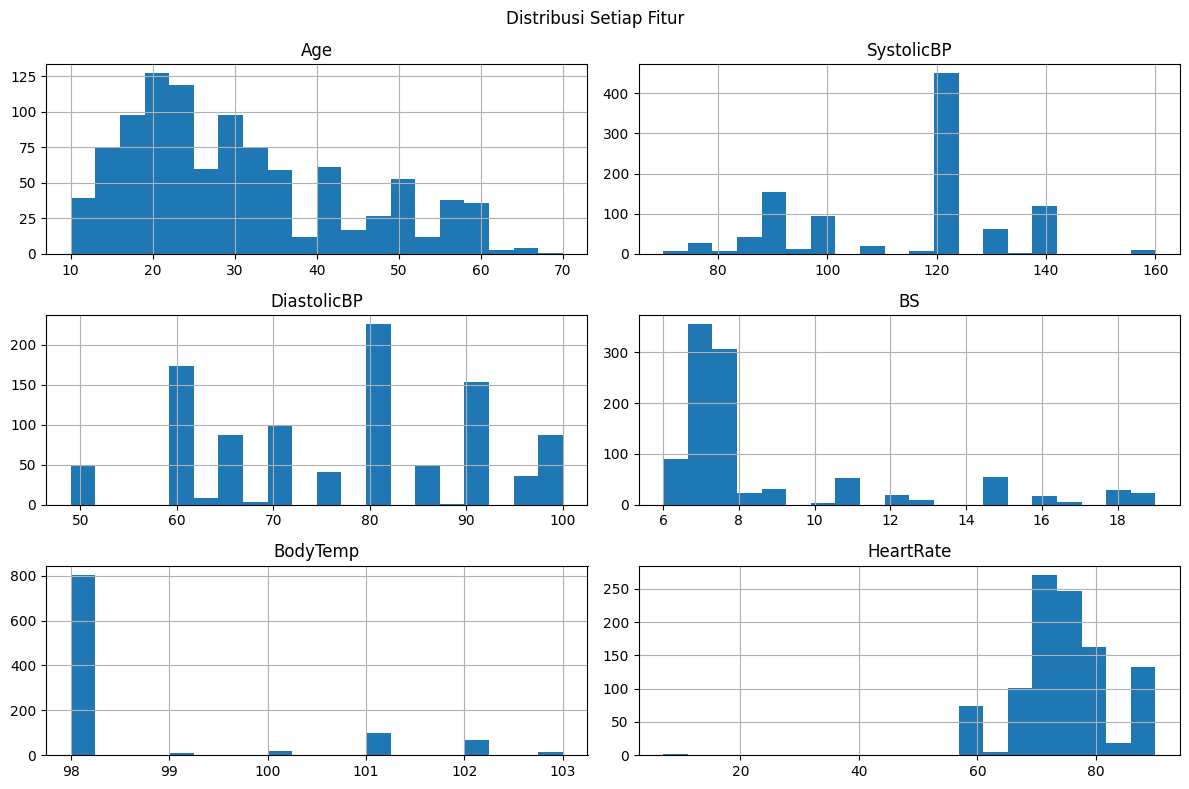 Distribusi Setiap Fitur
Age
125
100
75
50
25
0
10 20 30 40 50 60 70
SystolicBP
400
300
200
100
0
80 100 120 140 160
DiastolicBP
200
150
100
50
0
50 60 70 80 90 100
BS
300
200
100
0
6 8 10 12 14 16 18
BodyTemp
800
600
400
200
0
98 99 100 101 102 103
HeartRate
250
200
150
100
50
0
20 40 60 80